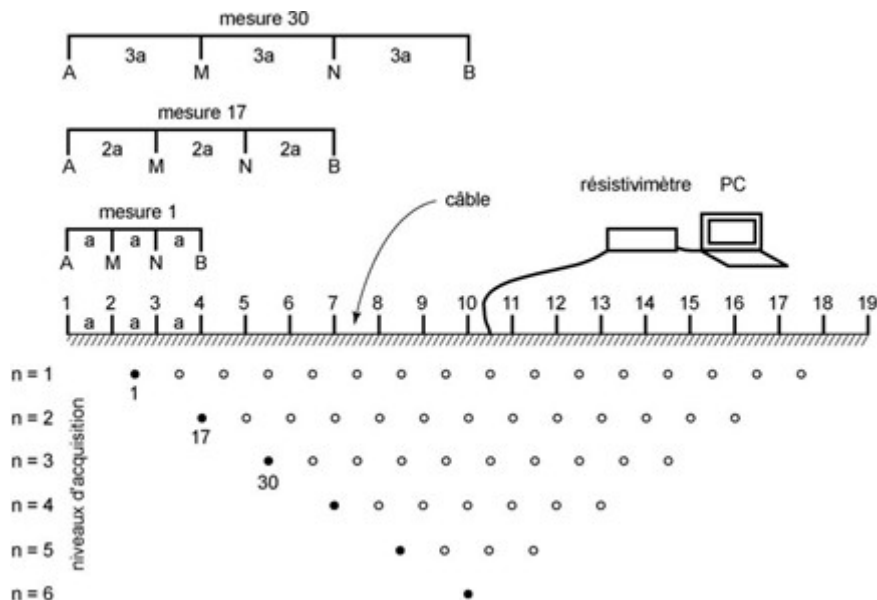 mesure 30
3a 3a 3a
A M N B
mesure 17
2a 2a 2a
A M N B
résistivimètre PC
câble
mesure 1
a a a
A M N B
1 2 3 4 5 6 7 8 9 10 11 12 13 14 15 16 17 18 19
a a a
n = 1
1
n = 2
17
n = 3
30
n = 4
n = 5
n = 6
niveaux d'acquisition